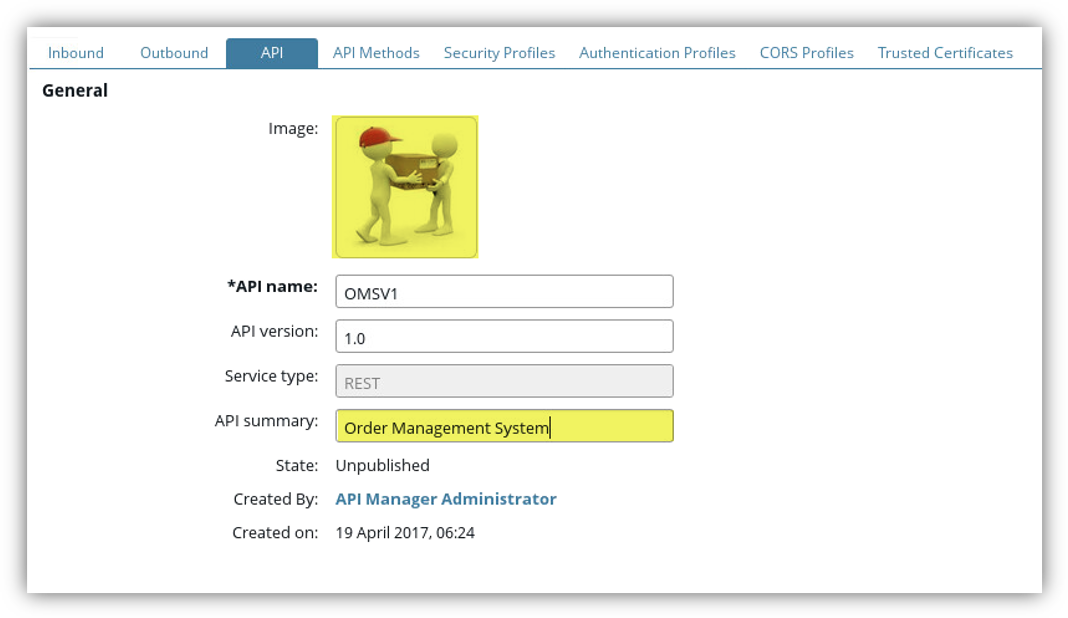 Inbound Outbound API API Methods Security Profiles Authentication Profiles CORS Profiles Trusted Certificates
General
Image:
*API name: OMSV1
API version: 1.0
Service type: REST
API summary: Order Management System
State: Unpublished
Created By: API Manager Administrator
Created on: 19 April 2017, 06:24